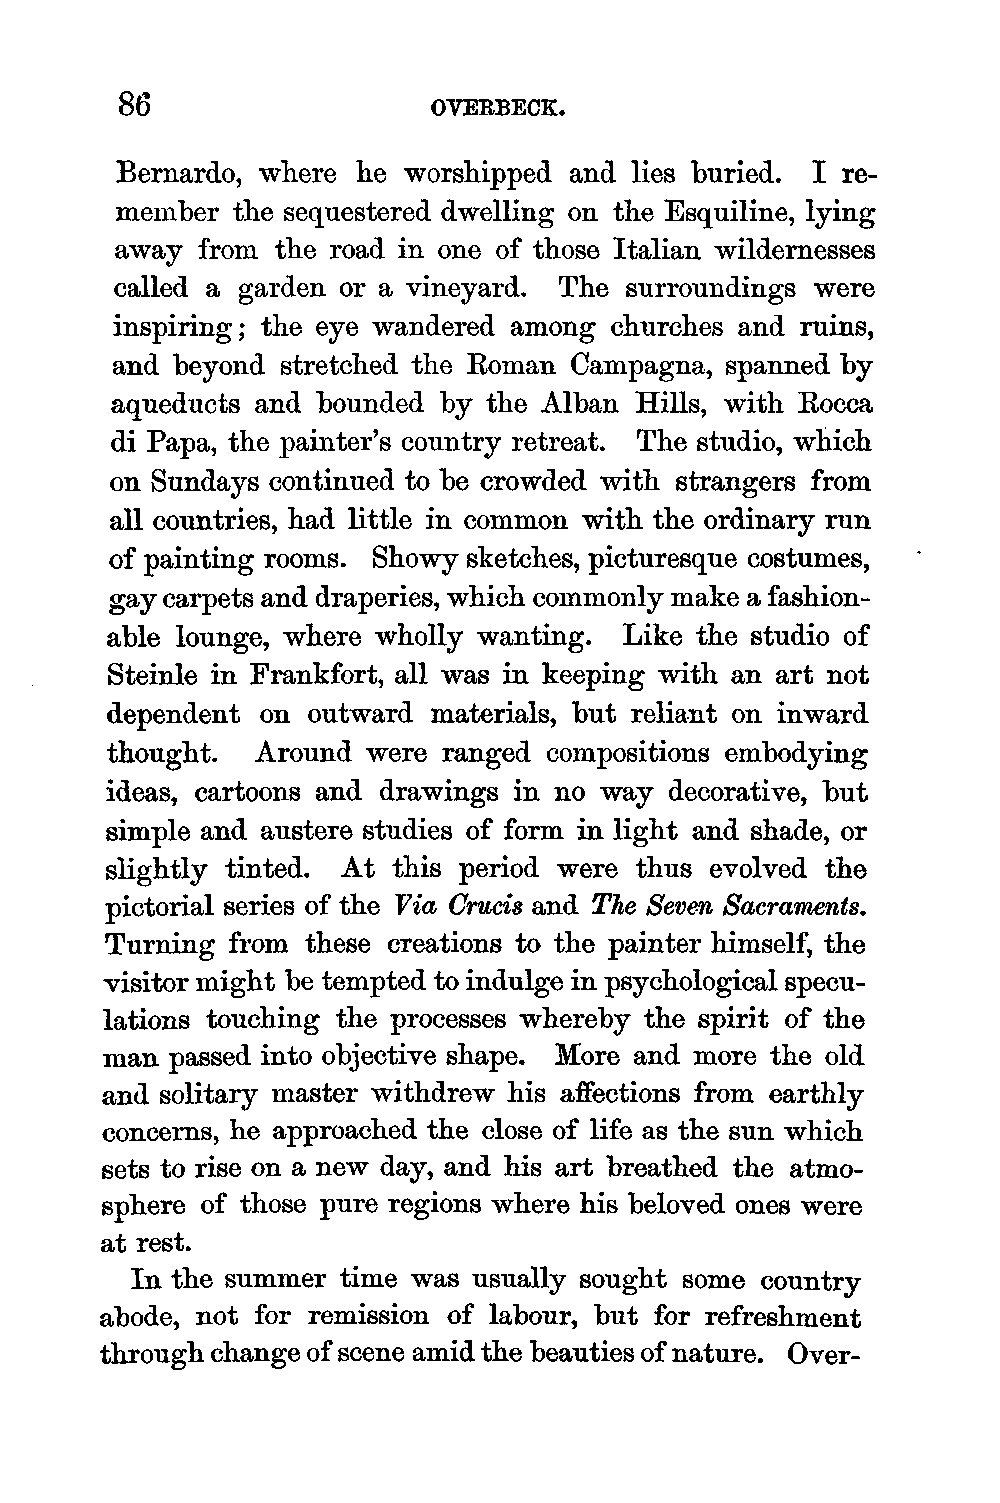 86 OVERBECK.
Bernardo, where he worshipped and lies buried. I re-
member the sequestered dwelling on the Esquiline, lying
away from the road in one of those Italian wildernesses
called a garden or a vineyard. The surroundings were
inspiring; the eye wandered among churches and ruins,
and beyond stretched the Roman Campagna, spanned by
aqueducts and bounded by the Alban Hills, with Rocca
di Papa, the painter's country retreat. The studio, which
on Sundays continued to be crowded with strangers from
all countries, had little in common with the ordinary run
of painting rooms. Showy sketches, picturesque costumes,
gay carpets and draperies, which commonly make a fashion-
able lounge, where wholly wanting. Like the studio of
Steinle in Frankfort, all was in keeping with an art not
dependent on outward materials, but reliant on inward
thought. Around were ranged compositions embodying
ideas, cartoons and drawings in no way decorative, but
simple and austere studies of form in light and shade, or
slightly tinted. At this period were thus evolved the
pictorial series of the Via Crucis and The Seven Sacraments.
Turning from these creations to the painter himself, the
visitor might be tempted to indulge in psychological specu-
lations touching the processes whereby the spirit of the
man passed into objective shape. More and more the old
and solitary master withdrew his affections from earthly
concerns, he approached the close of life as the sun which
sets to rise on a new day, and his art breathed the atmo-
sphere of those pure regions where his beloved ones were
at rest.
In the summer time was usually sought some country
abode, not for remission of labour, but for refreshment
through change of scene amid the beauties of nature. Over-